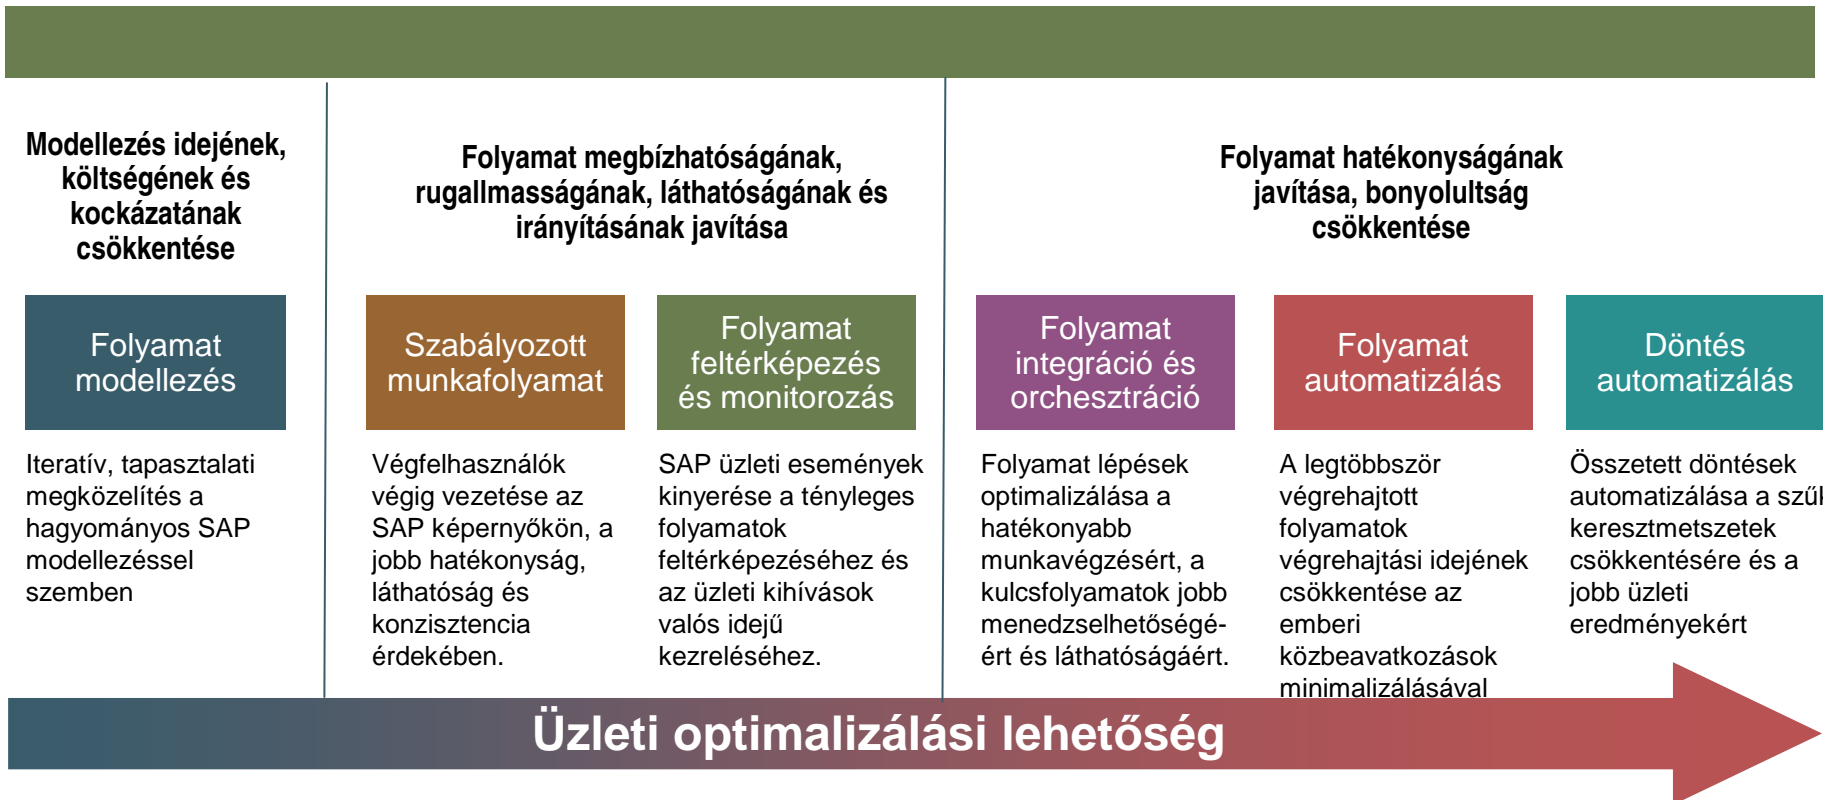 Modellezés idejének,
költségének és
kockázatának
csökkentése
Folyamat megbízhatóságának,
rugallmasságának, láthatóságának és
irányításának javítása
Folyamat hatékonyságának
javítása, bonyolultság
csökkentése
Folyamat
modellezés
Szabályozott
munkafolyamat
Folyamat
feltérképezés
és monitorozás
Folyamat
integráció és
orchesztráció
Folyamat
automatizálás
Döntés
automatizálás
Iteratív, tapasztalati
megközelítés a
hagyományos SAP
modellezéssel
szemben
Végfelhasználók
végig vezetése az
SAP képernyőkön, a
jobb hatékonyság,
láthatóság és
konzisztencia
érdekében.
SAP üzleti események
kinyerése a tényleges
folyamatok
feltérképezéséhez és
az üzleti kihívások
valós idejű
kezreléséhez.
Folyamat lépések
optimalizálása a
hatékonyabb
munkavégzésért, a
kulcsfolyamatok jobb
menedzselhetőségé-
ért és láthatóságáért.
A legtöbbször
végrehajtott
folyamatok
végrehajtási idejének
csökkentése az
emberi
közbeavatkozások
minimalizálásával
Összetett döntések
automatizálása a szűk
keresztmetszetek
csökkentésére és a
jobb üzleti
eredményekért
Üzleti optimalizálási lehetőség